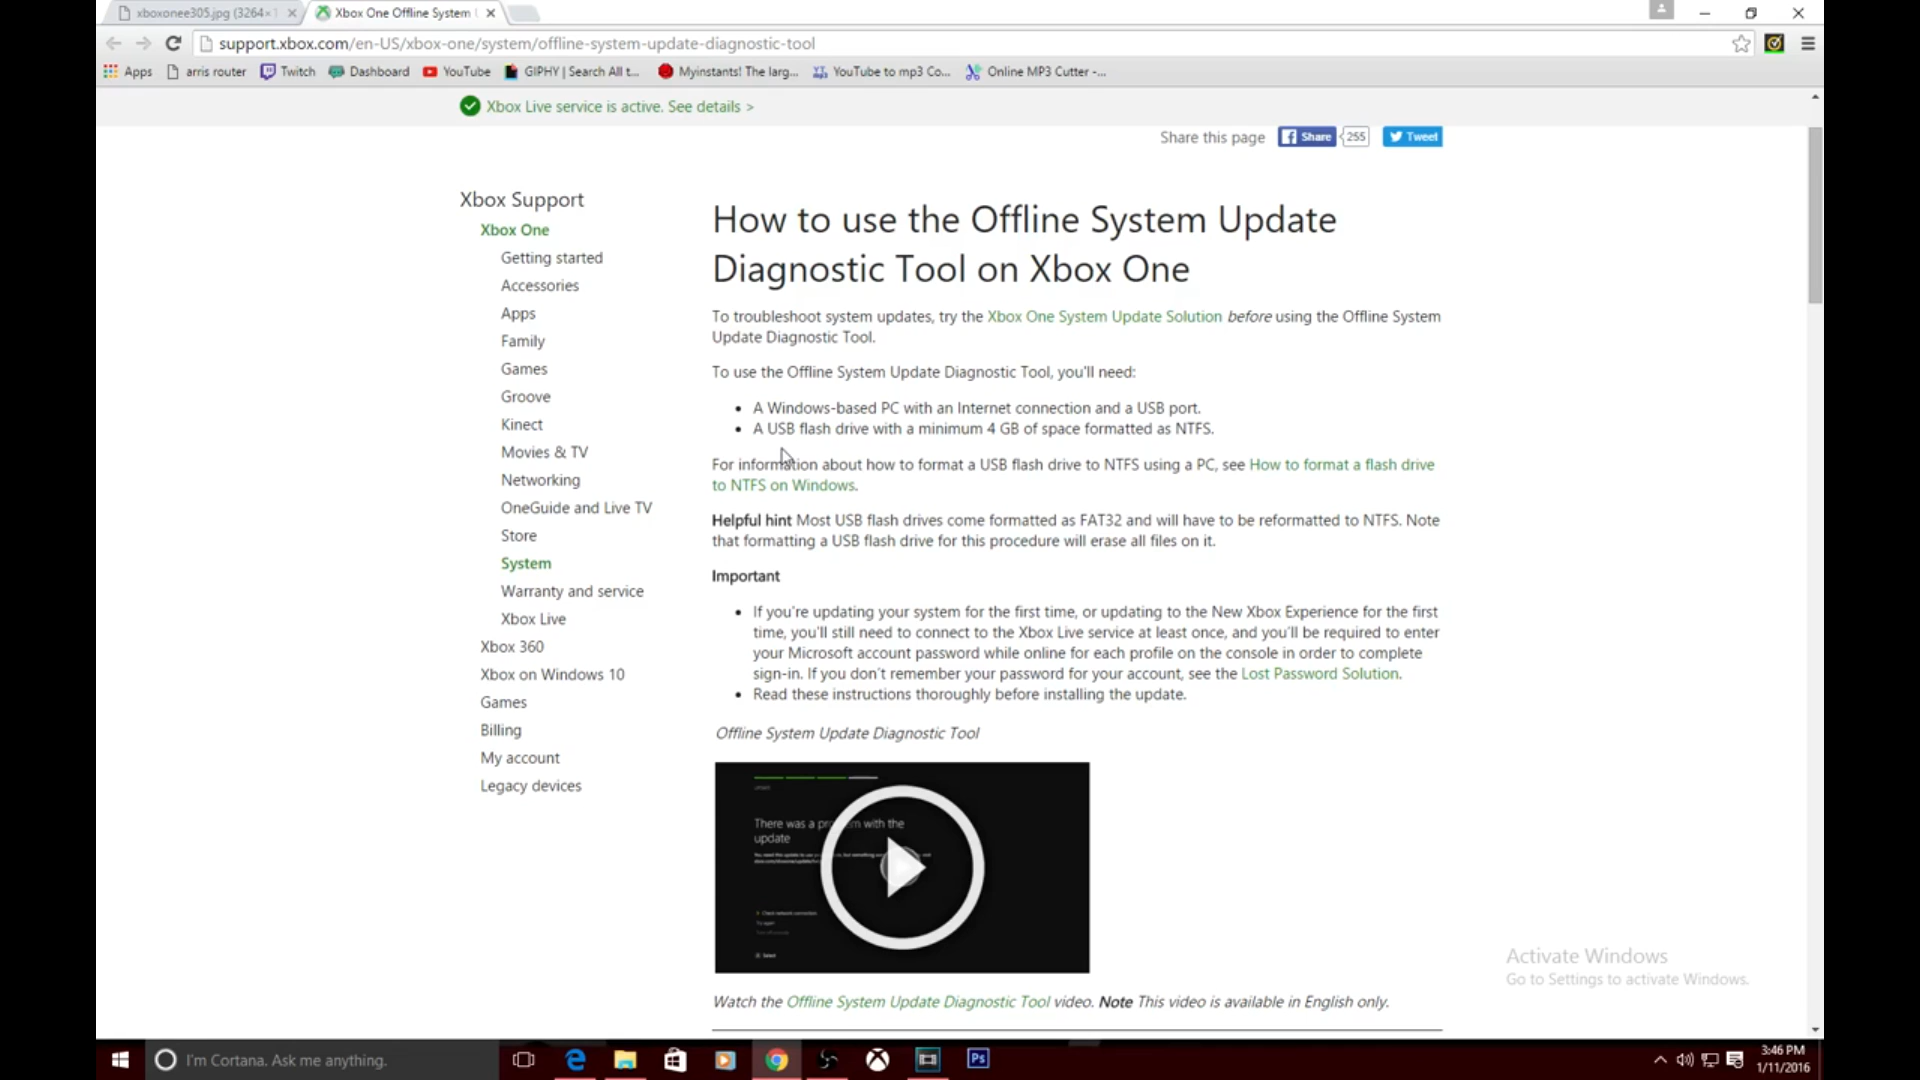 xboxonee305.jpg (3264×1
Xbox One Offline System U
support.xbox.com/en-US/xbox-one/system/offline-system-update-diagnostic-tool
Apps arris router Twitch Dashboard YouTube GIPHY | Search All t... Myinstants! The larg... YouTube to mp3 Co... Online MP3 Cutter -...
Xbox Live service is active. See details >
Share this page Share 255 Tweet
Xbox Support
Xbox One
Getting started
Accessories
Apps
Family
Games
Groove
Kinect
Movies & TV
Networking
OneGuide and Live TV
Store
System
Warranty and service
Xbox Live
Xbox 360
Xbox on Windows 10
Games
Billing
My account
Legacy devices
How to use the Offline System Update
Diagnostic Tool on Xbox One
To troubleshoot system updates, try the Xbox One System Update Solution before using the Offline System
Update Diagnostic Tool.
To use the Offline System Update Diagnostic Tool, you'll need:
• A Windows-based PC with an Internet connection and a USB port.
• A USB flash drive with a minimum 4 GB of space formatted as NTFS.
For information about how to format a USB flash drive to NTFS using a PC, see How to format a flash drive
to NTFS on Windows.
Helpful hint Most USB flash drives come formatted as FAT32 and will have to be reformatted to NTFS. Note
that formatting a USB flash drive for this procedure will erase all files on it.
Important
• If you're updating your system for the first time, or updating to the New Xbox Experience for the first
time, you'll still need to connect to the Xbox Live service at least once, and you'll be required to enter
your Microsoft account password while online for each profile on the console in order to complete
sign-in. If you don't remember your password for your account, see the Lost Password Solution.
• Read these instructions thoroughly before installing the update.
Offline System Update Diagnostic Tool
UPDATE
There was a pr m with the
update
Check network connection
Try again
Select
Watch the Offline System Update Diagnostic Tool video. Note This video is available in English only.
Activate Windows
Go to Settings to activate Windows.
I'm Cortana. Ask me anything.
Ps
3:46 PM
1/11/2016